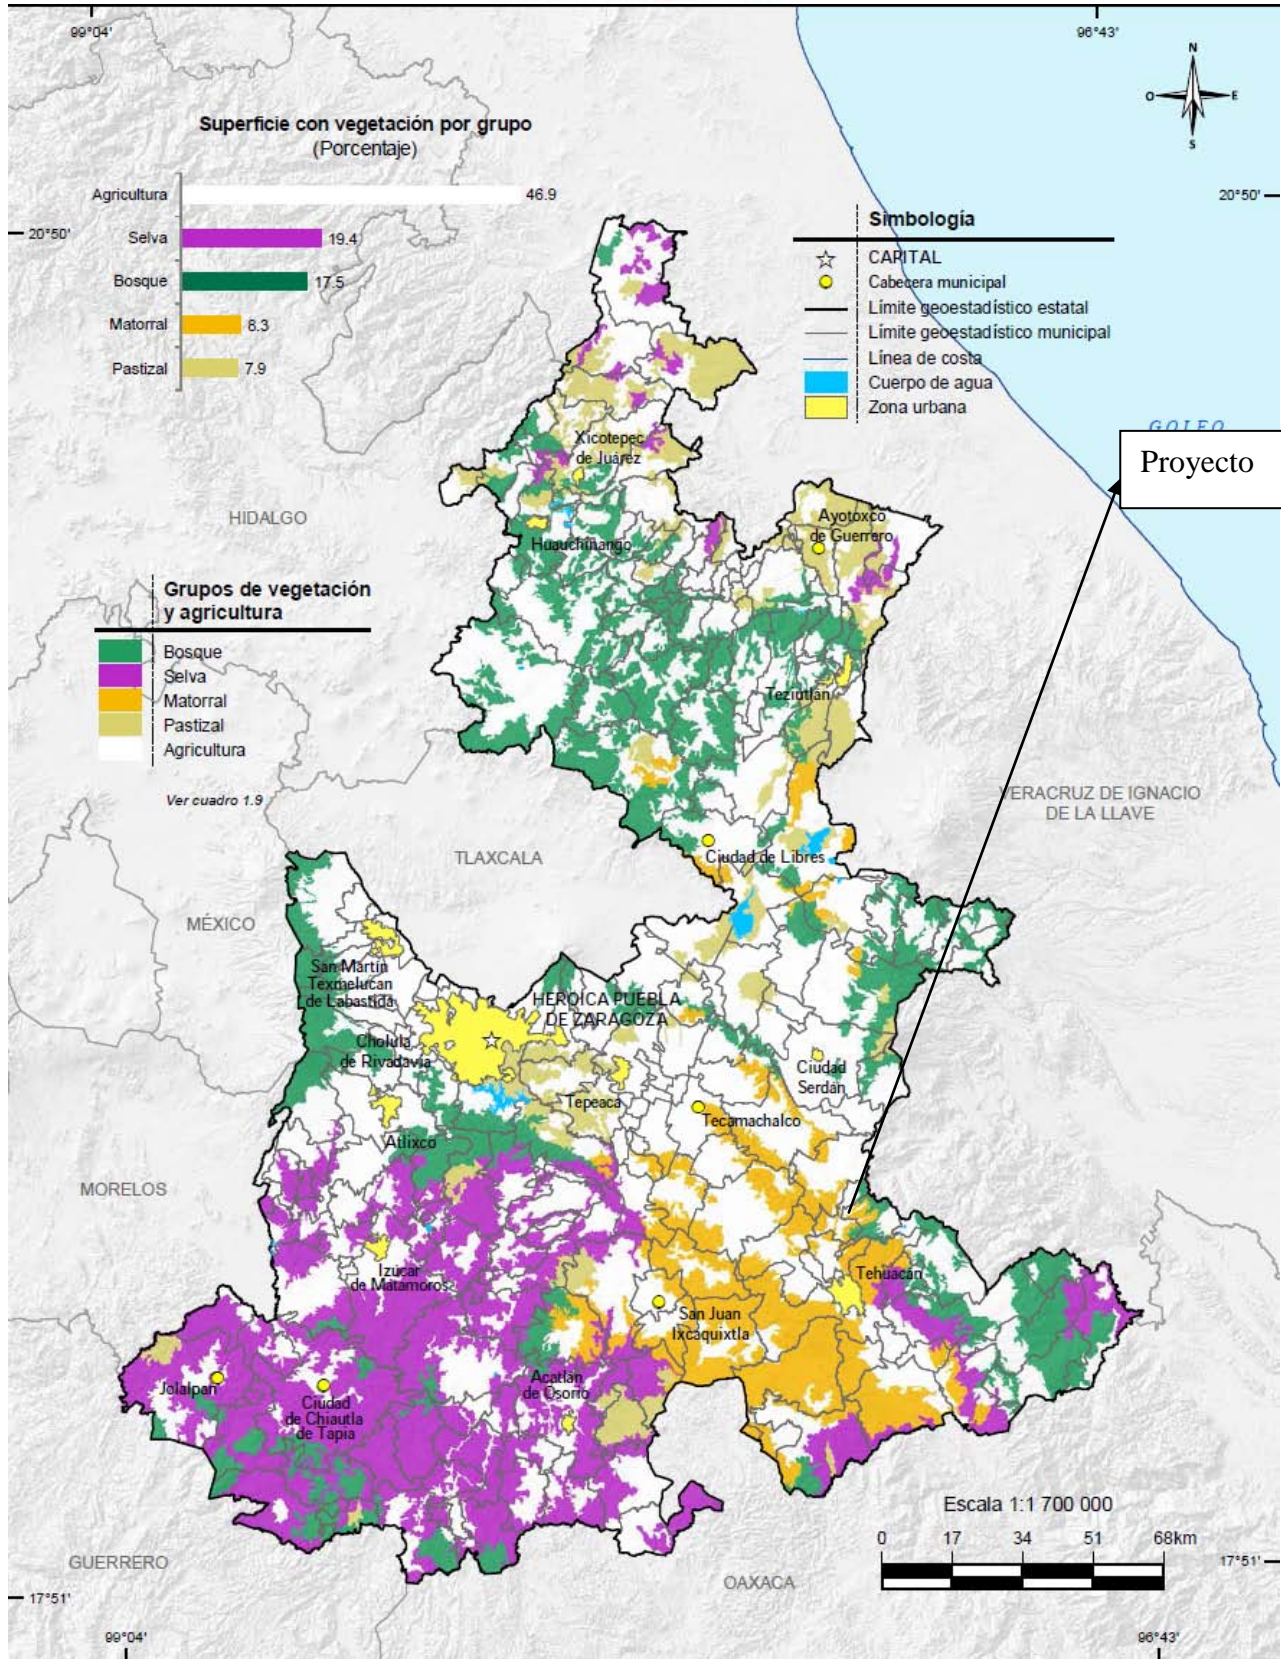 99°04'
96°43'
N
O
E
S
Superficie con vegetación por grupo
(Porcentaje)
Agricultura
46.9
Selva
19.4
Bosque
17.5
Matorral
8.3
Pastizal
7.9
20°50'
20°50'
Simbología
CAPITAL
Cabecera municipal
Límite geoestadístico estatal
Límite geoestadístico municipal
Línea de costa
Cuerpo de agua
Zona urbana
GOLFO
Proyecto
Xicotepec
de Juárez
HIDALGO
Ayotoxco
de Guerrero
Huauchinango
Grupos de vegetación
y agricultura
Bosque
Selva
Matorral
Pastizal
Agricultura
Ver cuadro 1.9
Teziutlán
VERACRUZ DE IGNACIO
DE LA LLAVE
TLAXCALA
Ciudad de Libres
MÉXICO
San Martín
Texmelucan
de Labastida
HEROICA PUEBLA
DE ZARAGOZA
Cholula
de Rivadavia
Ciudad
Serdán
Tepeaca
Tecamachalco
Atlixco
MORELOS
Izúcar
de Matamoros
Tehuacán
San Juan
Ixcaquixtla
Jolalpan
Acatlán
de Osorio
Ciudad
de Chiautla
de Tapia
Escala 1:1 700 000
0 17 34 51 68km
GUERRERO
OAXACA
17°51'
17°51'
99°04'
96°43'